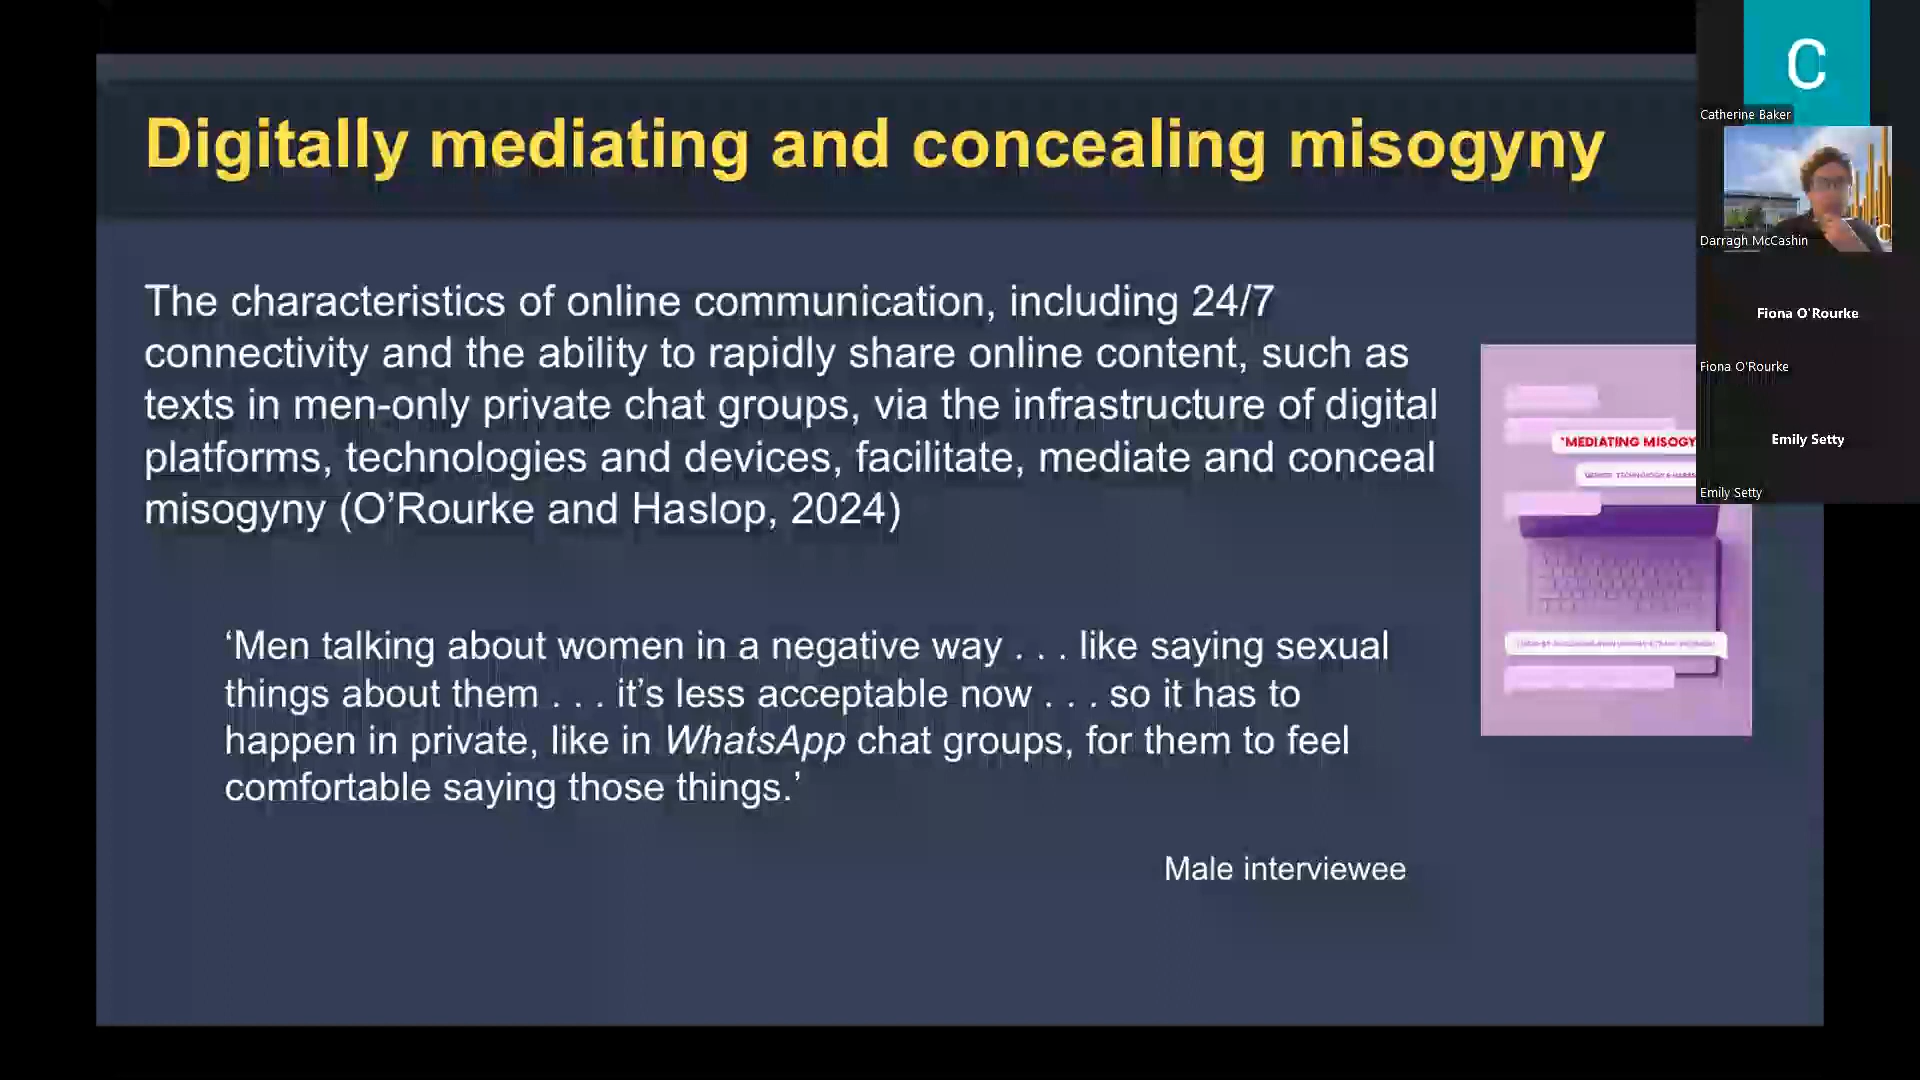 Digitally mediating and concealing misogyny
The characteristics of online communication, including 24/7
connectivity and the ability to rapidly share online content, such as
texts in men-only private chat groups, via the infrastructure of digital
platforms, technologies and devices, facilitate, mediate and conceal
misogyny (O’Rourke and Haslop, 2024)
‘Men talking about women in a negative way . . . like saying sexual
things about them . . . it’s less acceptable now . . . so it has to
happen in private, like in WhatsApp chat groups, for them to feel
comfortable saying those things.’
Male interviewee
"MEDIATING MISOGY
C
Catherine Baker
Darragh McCashin
Fiona O'Rourke
Fiona O'Rourke
Emily Setty
Emily Setty